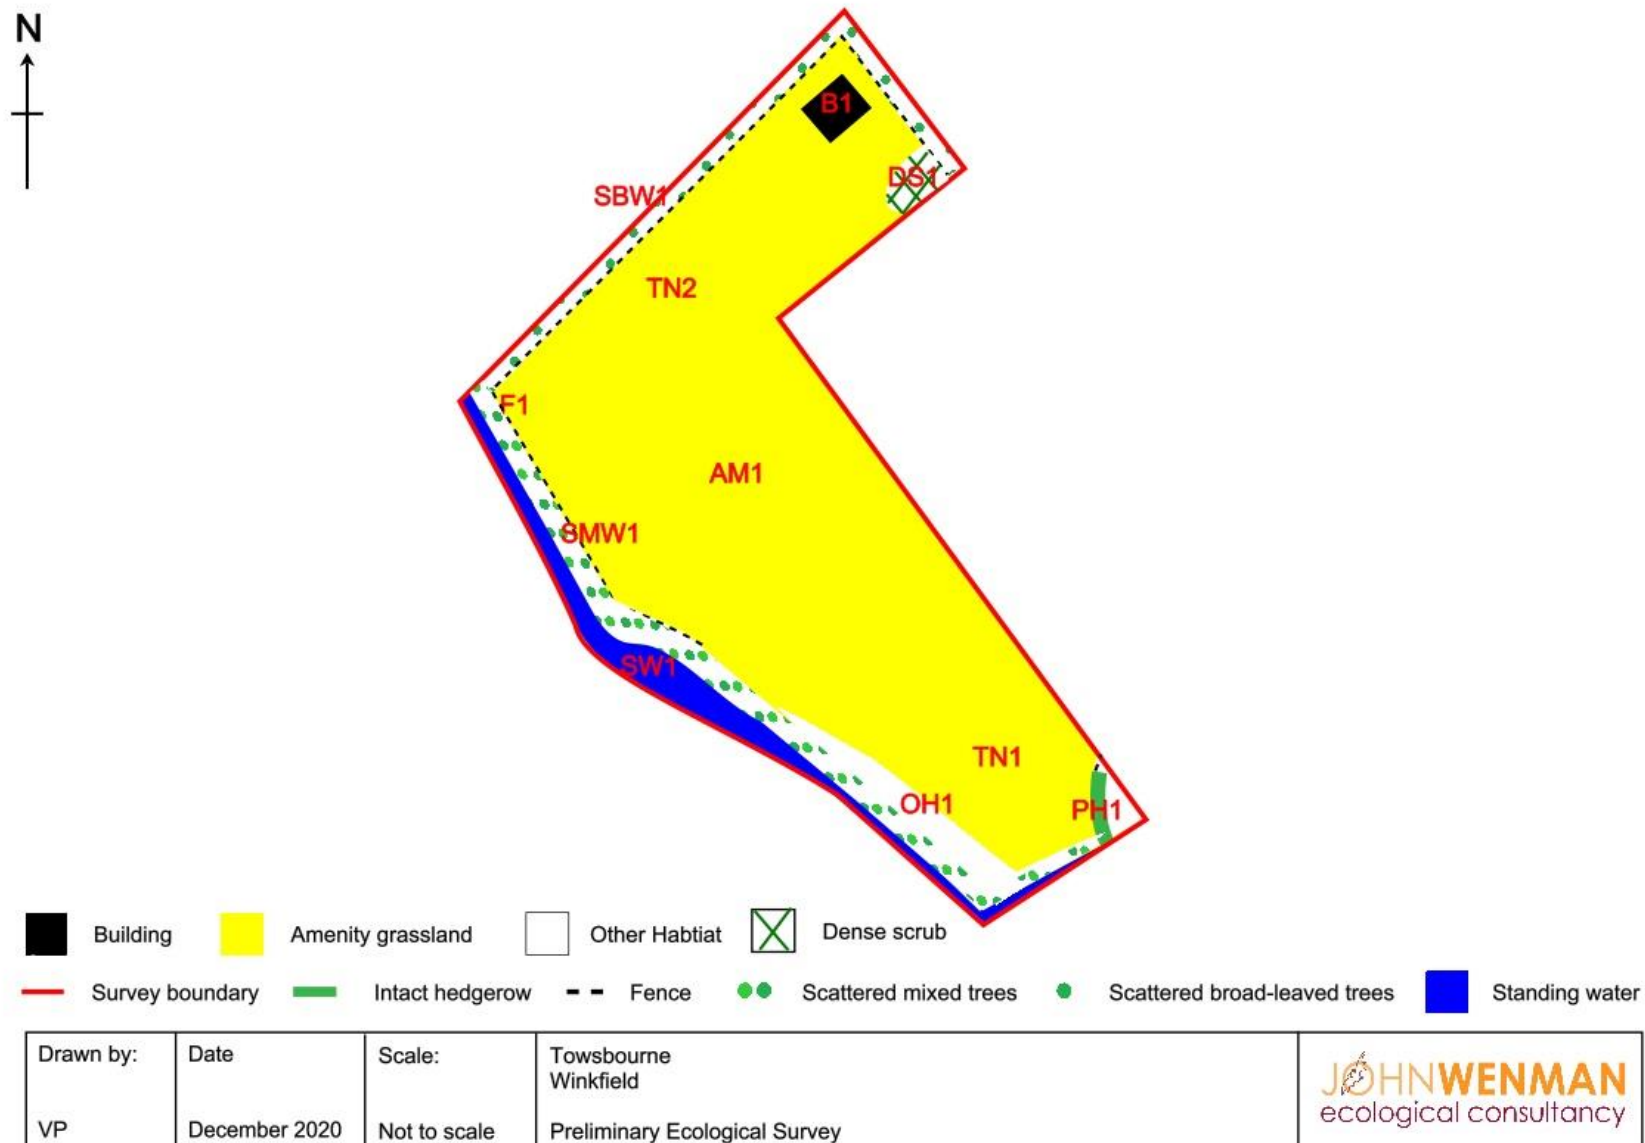 N
B1
DS1
SBW1
TN2
F1
AM1
SMW1
SW1
TN1
OH1
PH1
Building
Amenity grassland
Other Habtiat
Dense scrub
Survey boundary
Intact hedgerow
Fence
Scattered mixed trees
Scattered broad-leaved trees
Standing water
Drawn by:
VP
Date
December 2020
Scale:
Not to scale
Towsbourne
Winkfield
Preliminary Ecological Survey
JOHNWENMAN
ecological consultancy